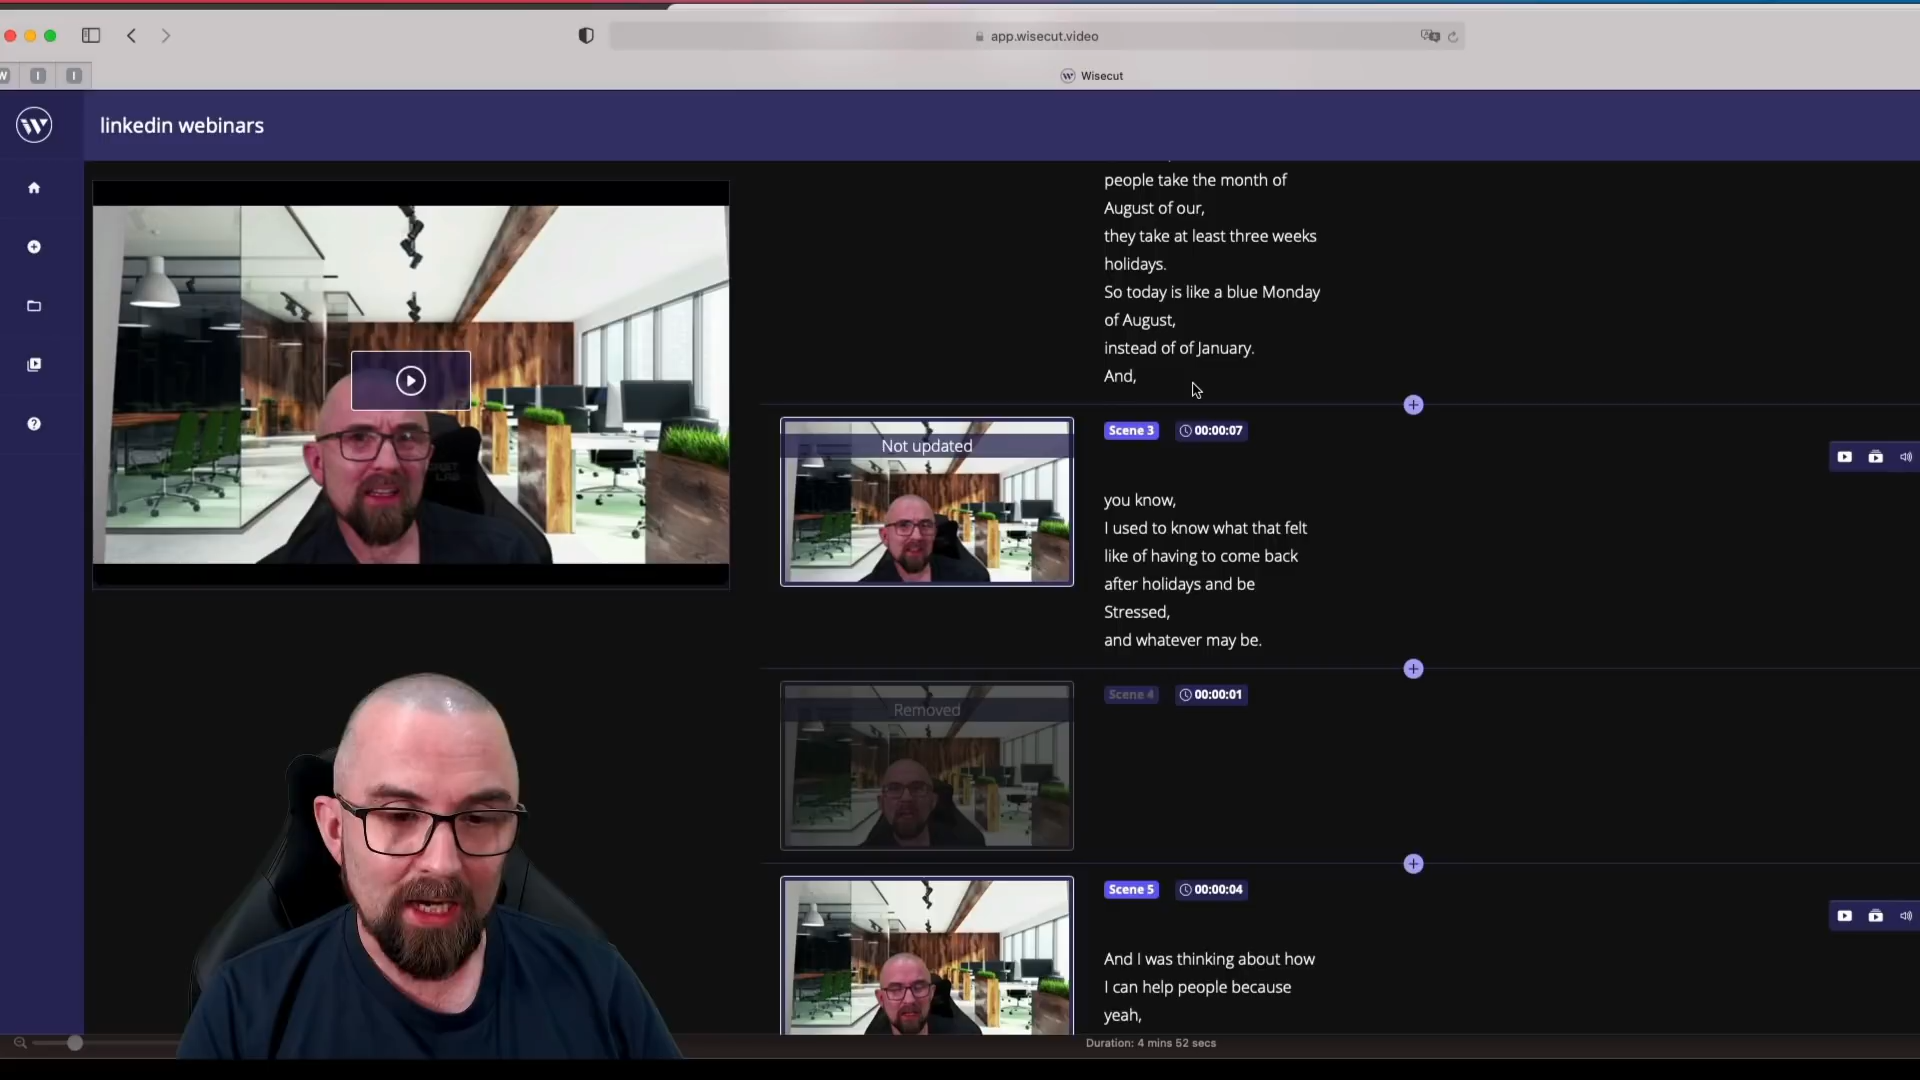 app.wisecut.video
W
I
I
Wisecut
linkedin webinars
people take the month of
August of our,
they take at least three weeks
holidays.
So today is like a blue Monday
of August,
instead of of January.
And,
Not updated
Scene 3
00:00:07
you know,
I used to know what that felt
like of having to come back
after holidays and be
Stressed,
and whatever may be.
Removed
Scene 4
00:00:01
Scene 5
00:00:04
And I was thinking about how
I can help people because
yeah,
Duration: 4 mins 52 secs